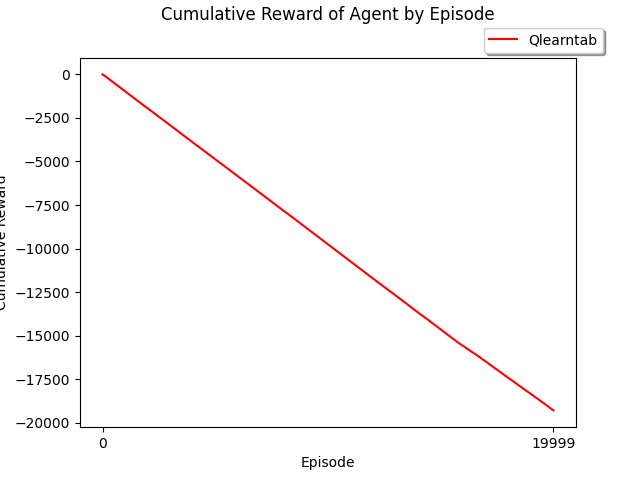 Cumulative Reward of Agent by Episode
Qlearntab
0
−2500
−5000
−7500
−10000
−12500
−15000
−17500
−20000
Cumulative Reward
0
19999
Episode